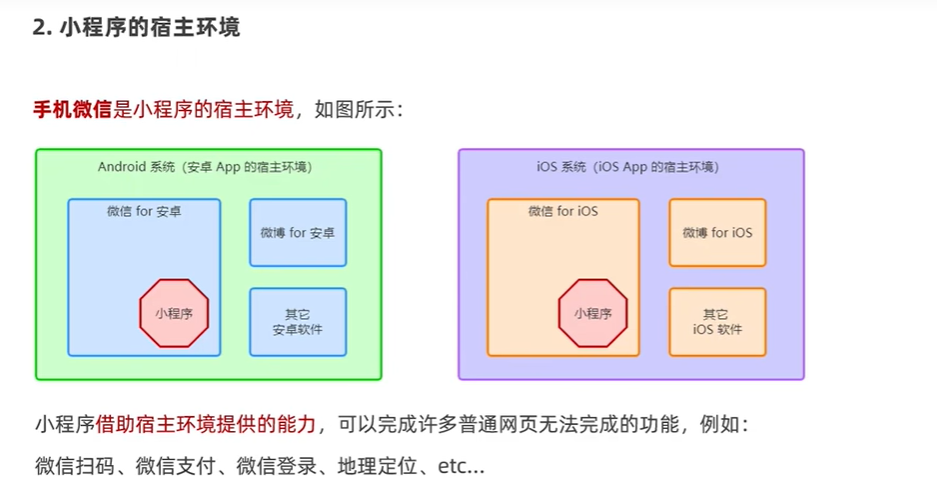 2. 小程序的宿主环境
手机微信是小程序的宿主环境，如图所示：
Android 系统（安卓 App 的宿主环境）
微信 for 安卓
微博 for 安卓
小程序
其它
安卓软件
iOS 系统（iOS App 的宿主环境）
微信 for iOS
微博 for iOS
小程序
其它
iOS 软件
小程序借助宿主环境提供的能力，可以完成许多普通网页无法完成的功能，例如：
微信扫码、微信支付、微信登录、地理定位、etc...